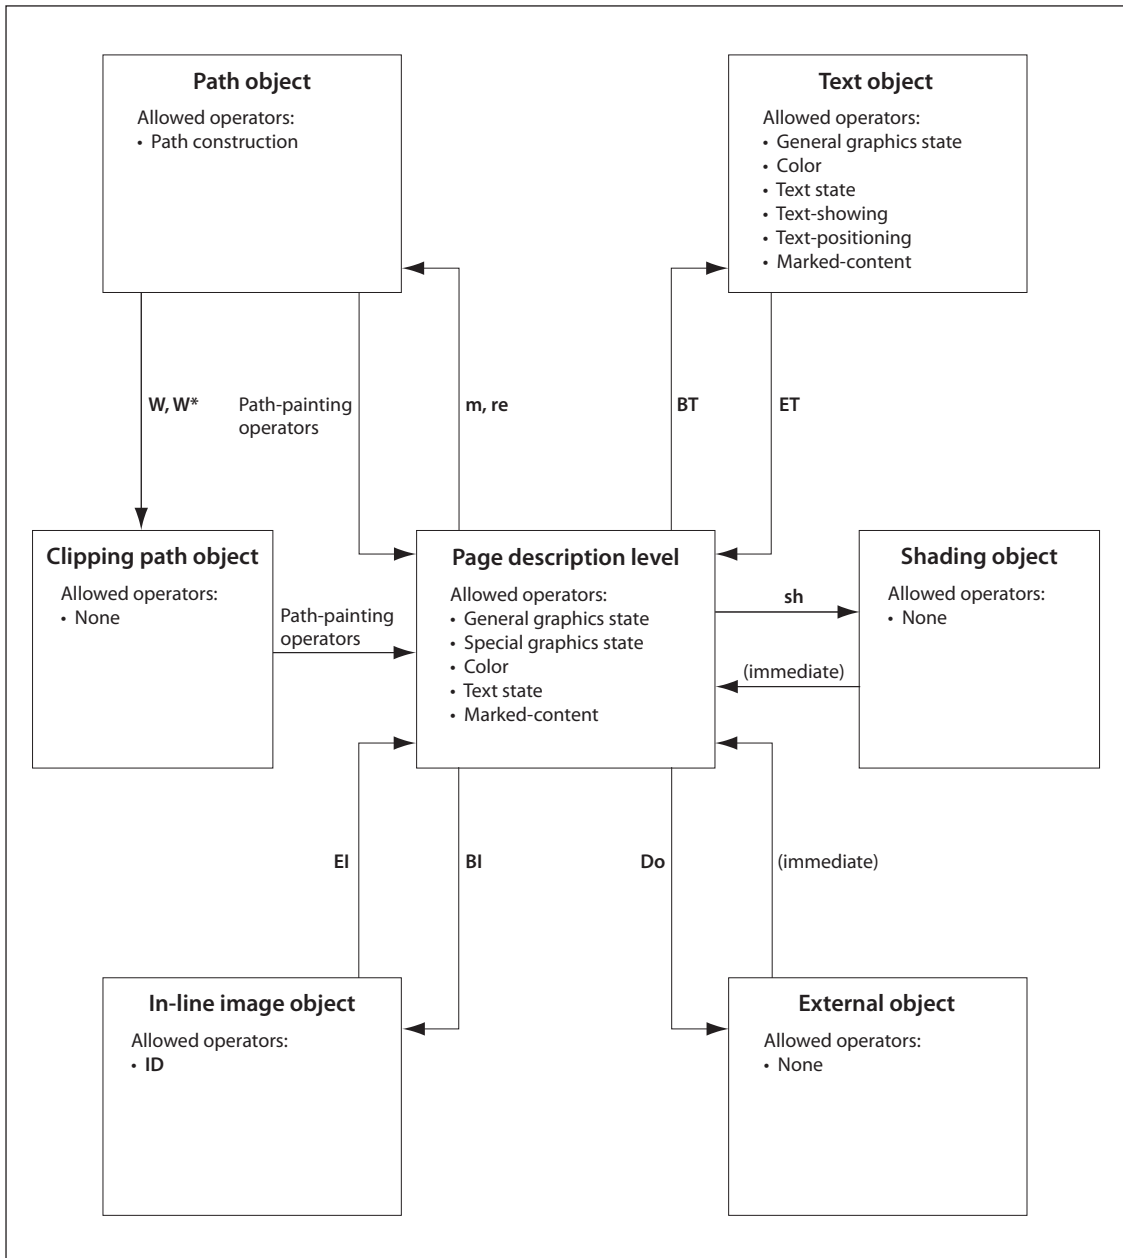 Path object
Allowed operators:
• Path construction
Text object
Allowed operators:
• General graphics state
• Color
• Text state
• Text-showing
• Text-positioning
• Marked-content
W, W*
Path-painting
operators
m, re
BT
ET
Clipping path object
Allowed operators:
• None
Path-painting
operators
Page description level
Allowed operators:
• General graphics state
• Special graphics state
• Color
• Text state
• Marked-content
sh
(immediate)
Shading object
Allowed operators:
• None
EI
BI
Do
(immediate)
In-line image object
Allowed operators:
• ID
External object
Allowed operators:
• None